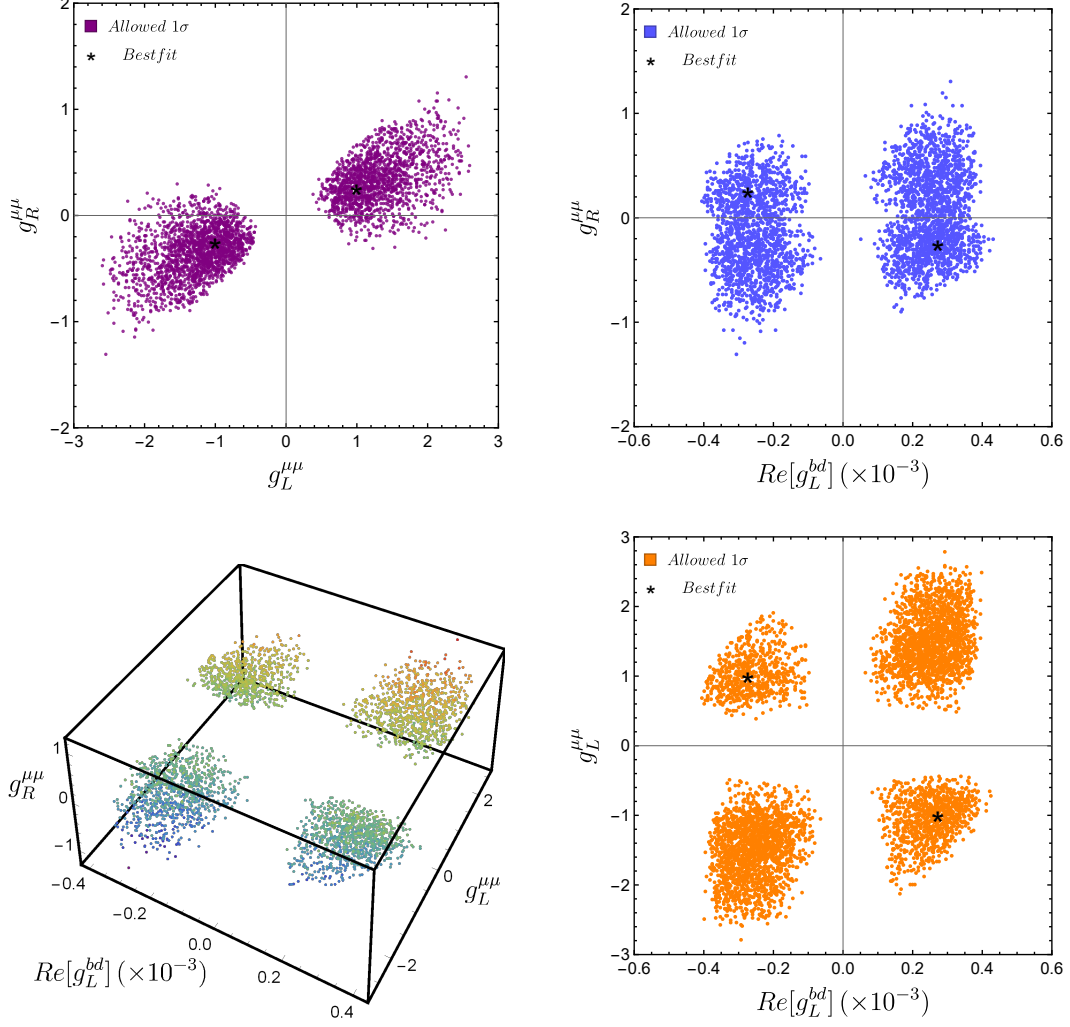 Allowed 1σ
* Bestfit
2
1
0
−1
−2
g_R^{μμ}
−3 −2 −1 0 1 2 3
g_L^{μμ}
Allowed 1σ
* Bestfit
2
1
0
−1
−2
g_R^{μμ}
−0.6 −0.4 −0.2 0.0 0.2 0.4 0.6
Re[g_L^{bd}] (×10^{−3})
1
0
−1
g_R^{μμ}
−0.4
−0.2
0.0
0.2
0.4
Re[g_L^{bd}] (×10^{−3})
2
0
−2
g_L^{μμ}
Allowed 1σ
* Bestfit
3
2
1
0
−1
−2
−3
g_L^{μμ}
−0.6 −0.4 −0.2 0.0 0.2 0.4 0.6
Re[g_L^{bd}] (×10^{−3})